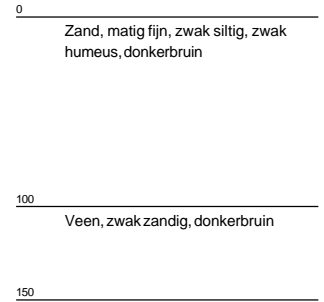 0
Zand, matig fijn, zwak siltig, zwak
humeus, donkerbruin
100
Veen, zwak zandig, donkerbruin
150